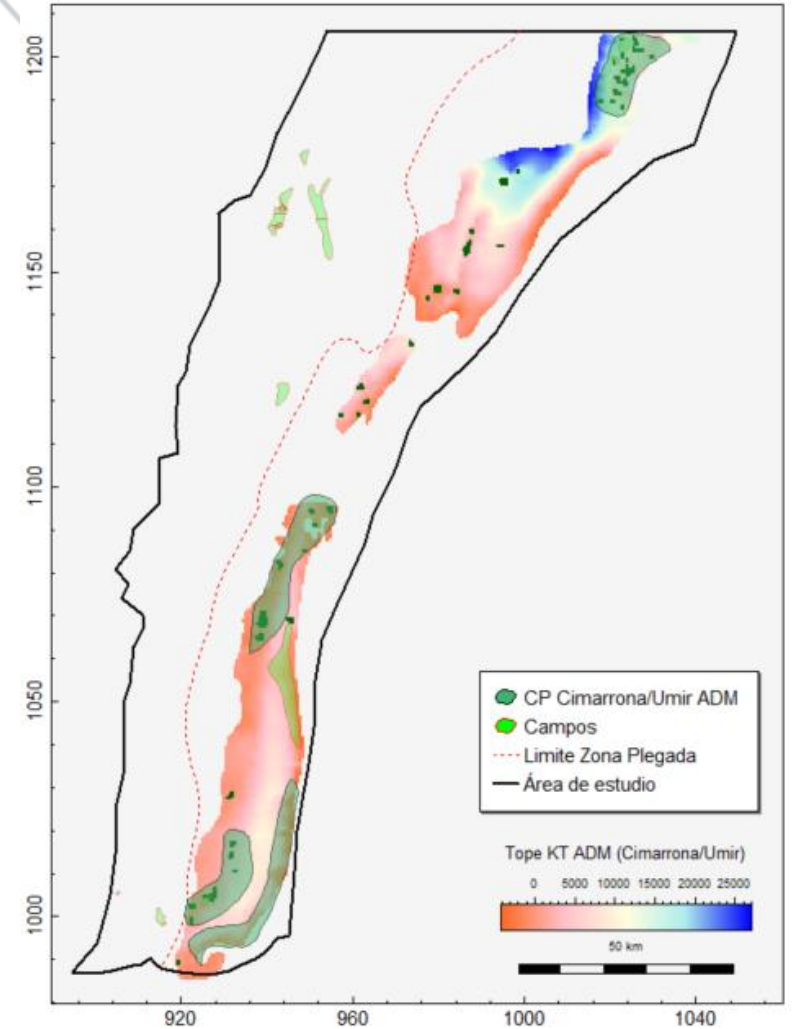 1200
1150
1100
1050
1000
CP Cimarrona/Umir ADM
Campos
Limite Zona Plegada
Área de estudio
Tope KT ADM (Cimarrona/Umir)
0 5000 10000 15000 20000 25000
50 km
920 960 1000 1040